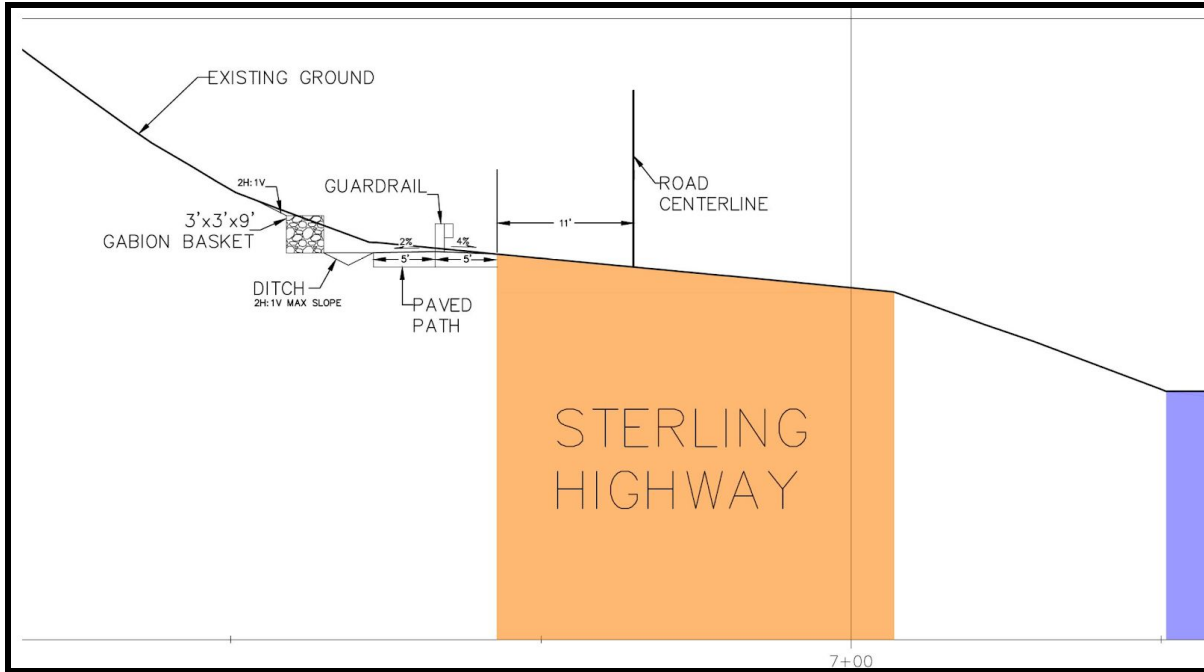 EXISTING GROUND
2H:1V
GUARDRAIL
3'x3'x9'
GABION BASKET
ROAD
CENTERLINE
11'
2%
4%
5'
5'
DITCH
2H:1V MAX SLOPE
PAVED
PATH
STERLING
HIGHWAY
7+00